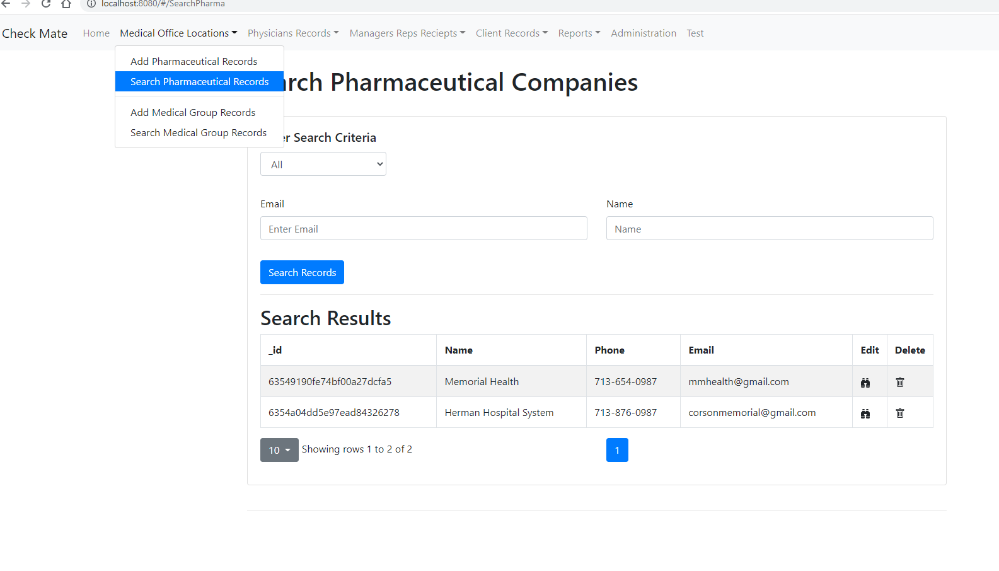 localhost:8080/#/SearchPharma
Check Mate Home Medical Office Locations Physicians Records Managers Reps Reciepts Client Records Reports Administration Test
Add Pharmaceutical Records
Search Pharmaceutical Records
Add Medical Group Records
Search Medical Group Records
arch Pharmaceutical Companies
er Search Criteria
All
Email Name
Enter Email Name
Search Records
Search Results
_id Name Phone Email Edit Delete
63549190fe74bf00a27dcfa5 Memorial Health 713-654-0987 mmhealth@gmail.com
6354a04dd5e97ead84326278 Herman Hospital System 713-876-0987 corsonmemorial@gmail.com
10 Showing rows 1 to 2 of 2 1